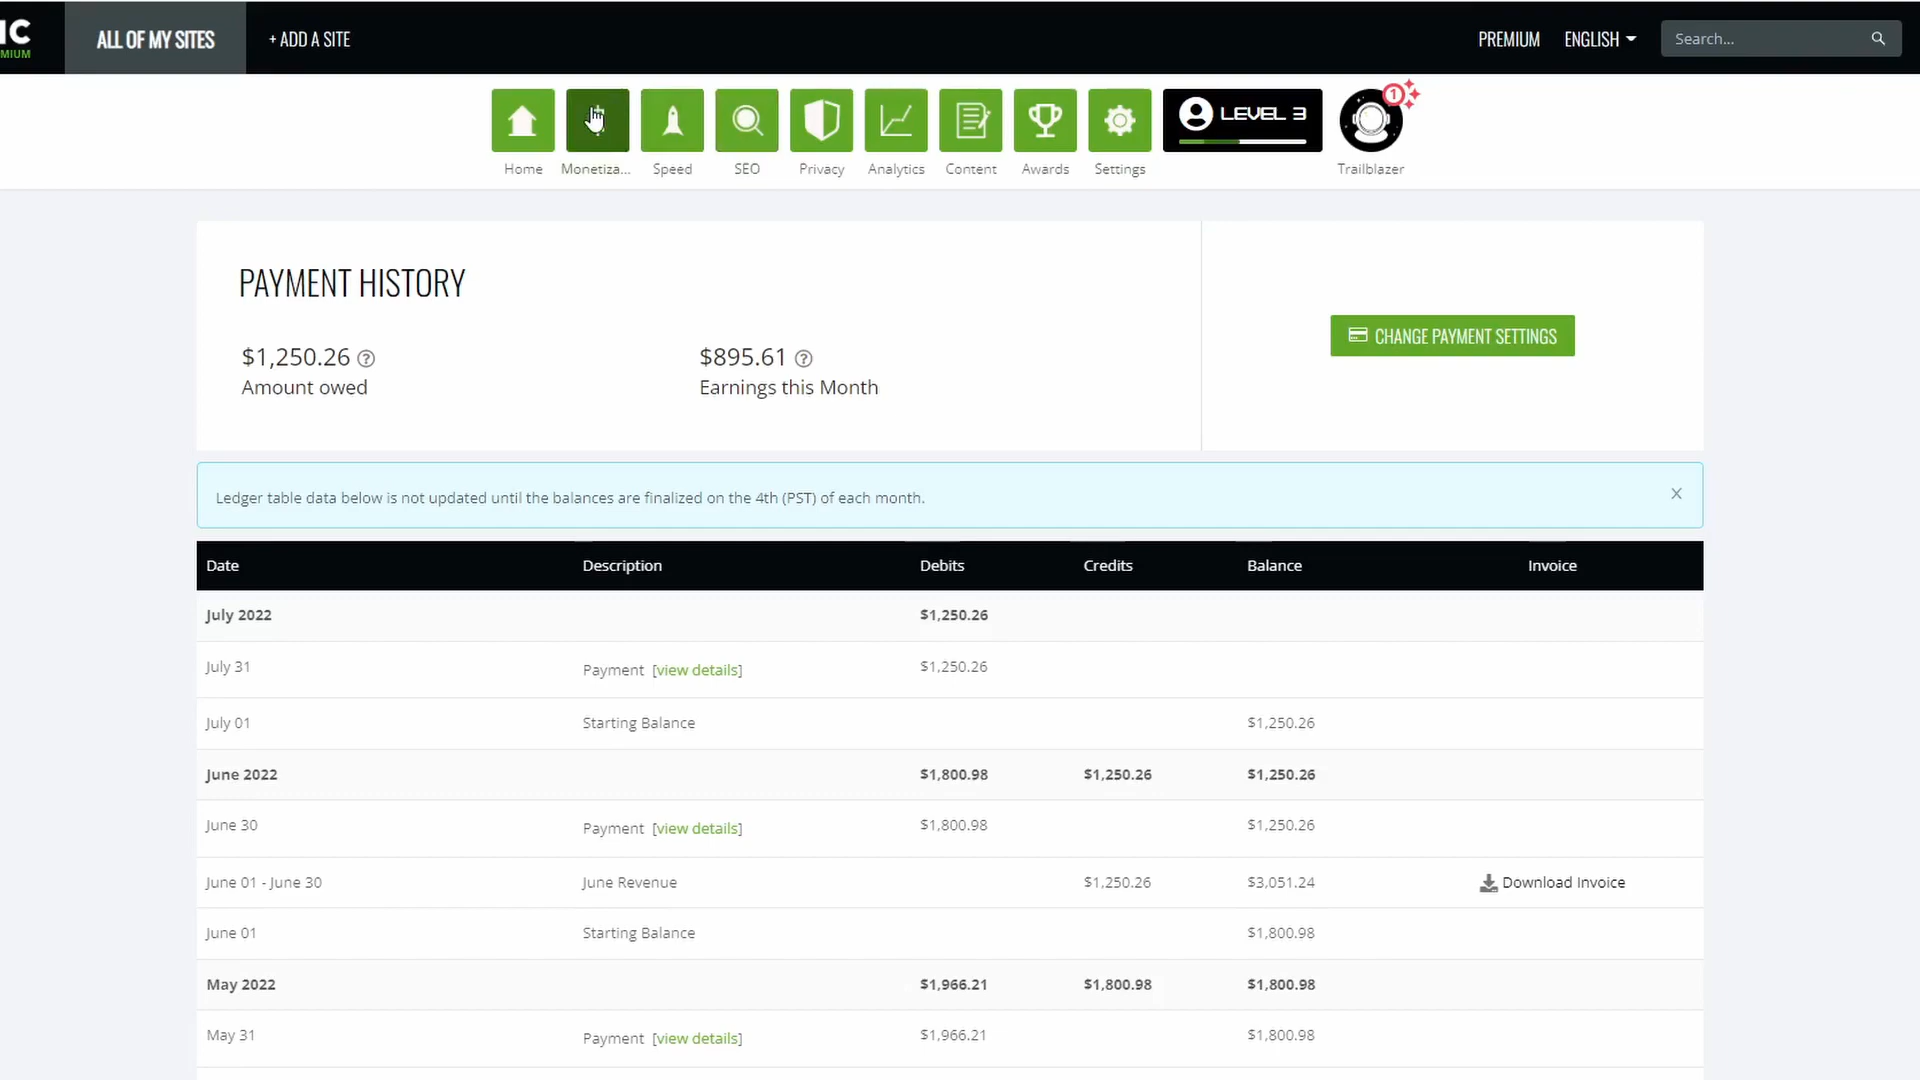 IC
MIUM
ALL OF MY SITES
+ ADD A SITE
PREMIUM
ENGLISH
Search...
LEVEL 3
1
Home
Monetiza...
Speed
SEO
Privacy
Analytics
Content
Awards
Settings
Trailblazer
PAYMENT HISTORY
$1,250.26 ?
Amount owed
$895.61 ?
Earnings this Month
CHANGE PAYMENT SETTINGS
Ledger table data below is not updated until the balances are finalized on the 4th (PST) of each month.
Date Description Debits Credits Balance Invoice
July 2022 $1,250.26
July 31 Payment [view details] $1,250.26
July 01 Starting Balance $1,250.26
June 2022 $1,800.98 $1,250.26 $1,250.26
June 30 Payment [view details] $1,800.98 $1,250.26
June 01 - June 30 June Revenue $1,250.26 $3,051.24 Download Invoice
June 01 Starting Balance $1,800.98
May 2022 $1,966.21 $1,800.98 $1,800.98
May 31 Payment [view details] $1,966.21 $1,800.98